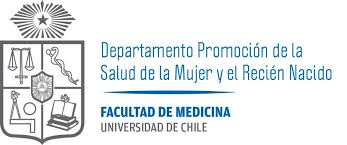 Departamento Promoción de la
Salud de la Mujer y el Recién Nacido
FACULTAD DE MEDICINA
UNIVERSIDAD DE CHILE